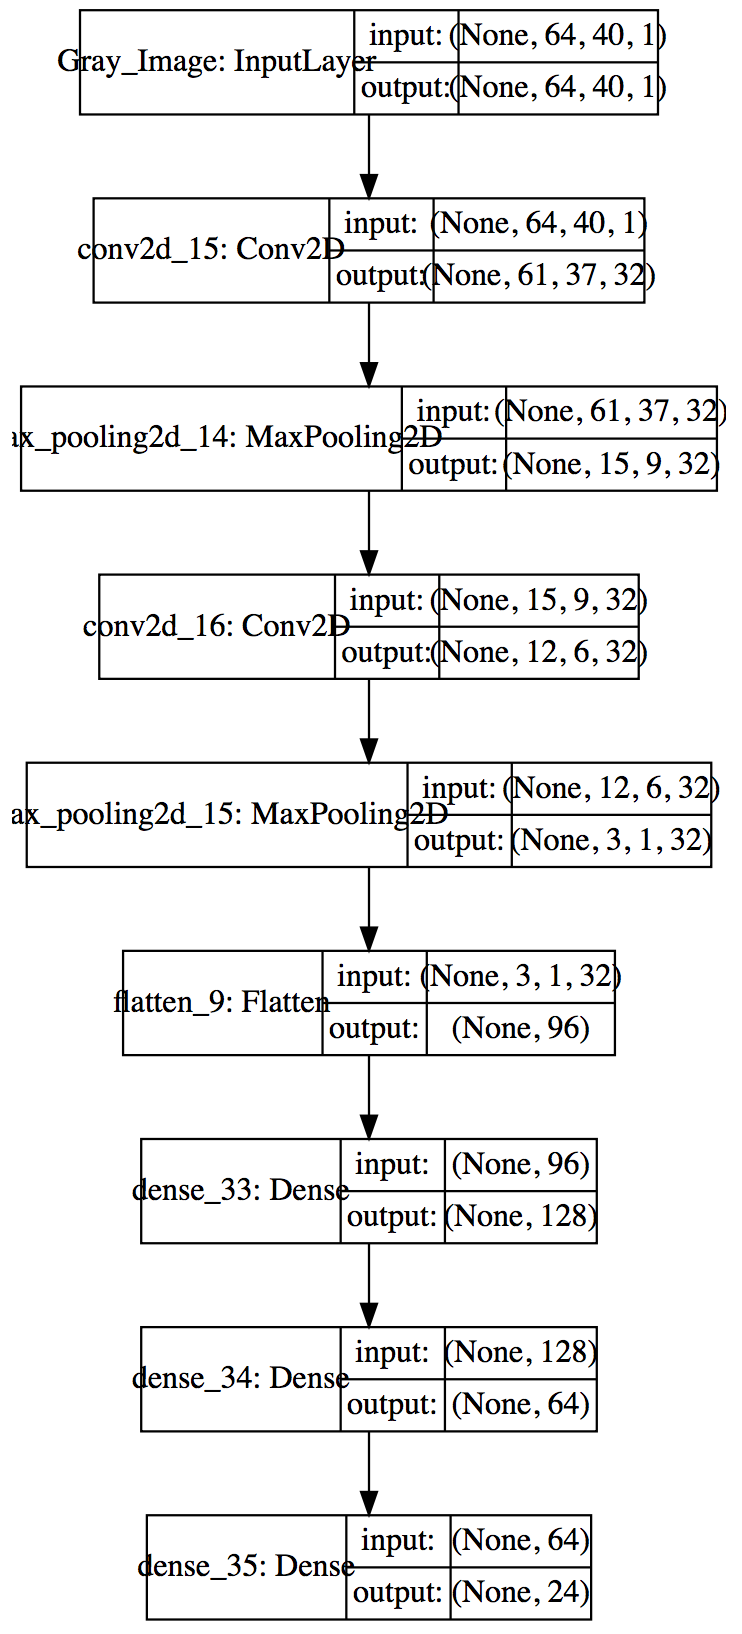 Gray_Image: InputLayer
input: (None, 64, 40, 1)
output: (None, 64, 40, 1)
conv2d_15: Conv2D
input: (None, 64, 40, 1)
output: (None, 61, 37, 32)
ax_pooling2d_14: MaxPooling2D
input: (None, 61, 37, 32)
output: (None, 15, 9, 32)
conv2d_16: Conv2D
input: (None, 15, 9, 32)
output: (None, 12, 6, 32)
ax_pooling2d_15: MaxPooling2D
input: (None, 12, 6, 32)
output: (None, 3, 1, 32)
flatten_9: Flatten
input: (None, 3, 1, 32)
output: (None, 96)
dense_33: Dense
input: (None, 96)
output: (None, 128)
dense_34: Dense
input: (None, 128)
output: (None, 64)
dense_35: Dense
input: (None, 64)
output: (None, 24)